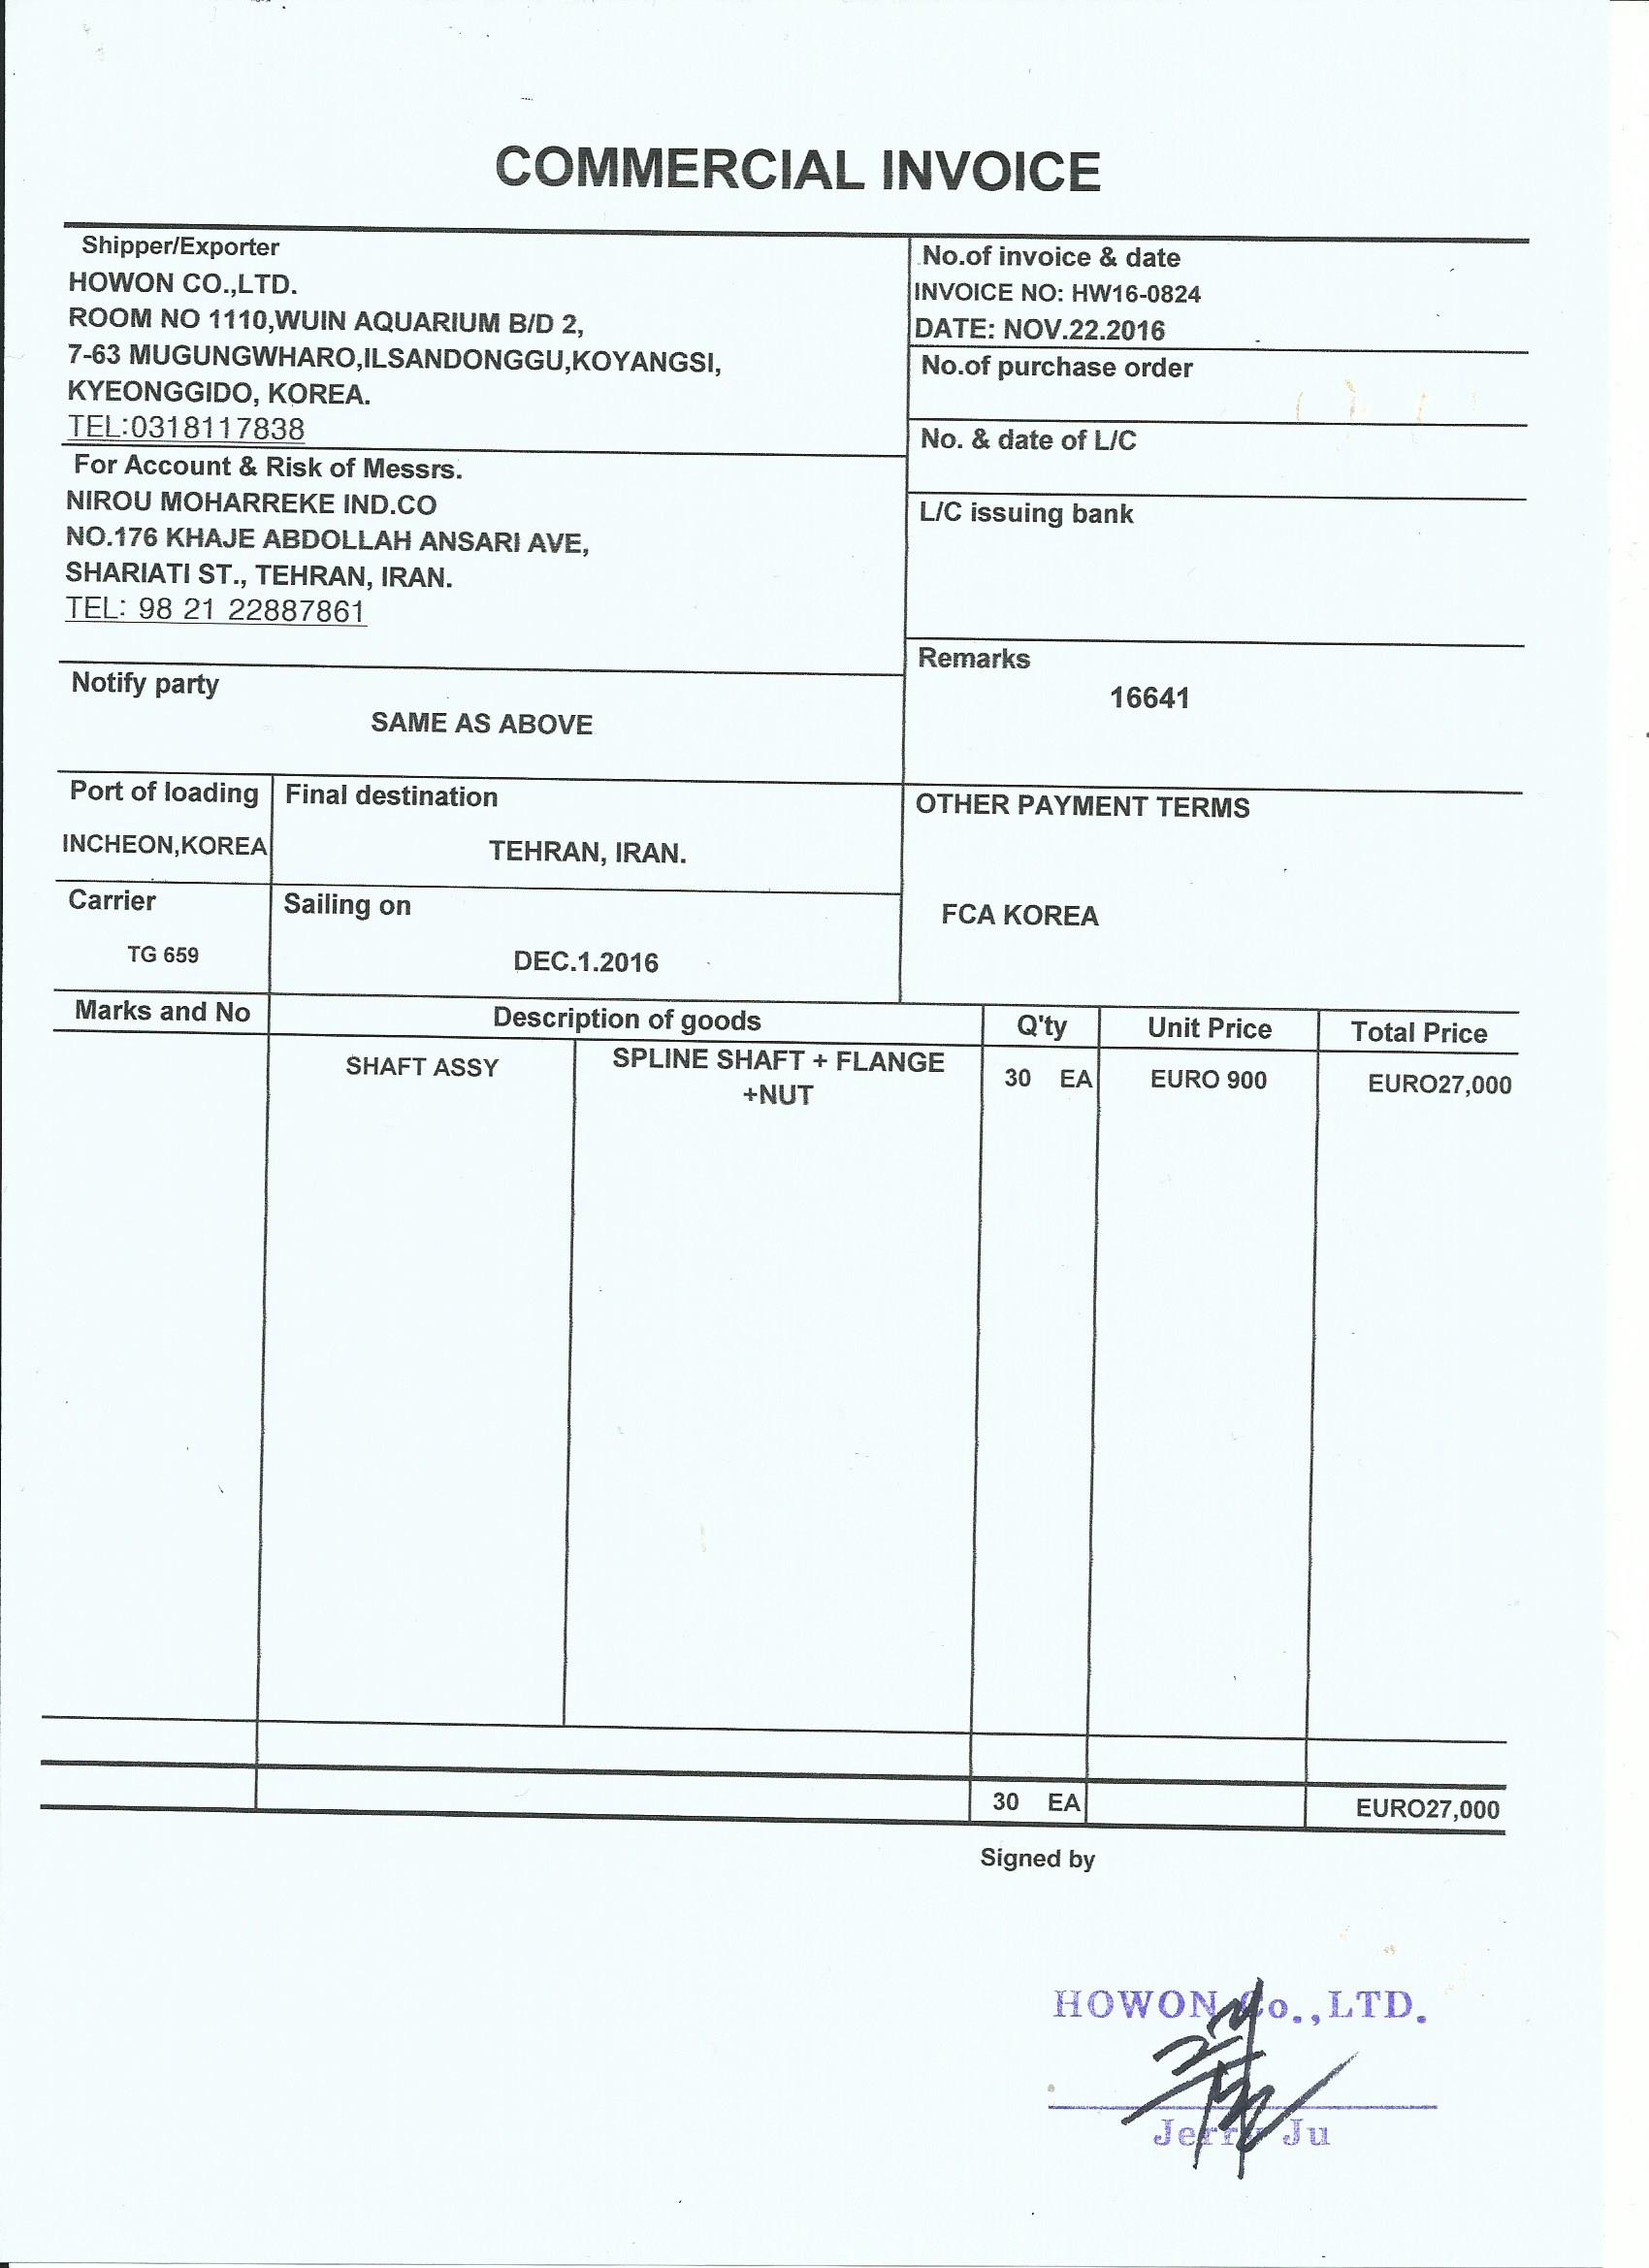 COMMERCIAL INVOICE
Shipper/Exporter
HOWON CO.,LTD.
ROOM NO 1110,WUIN AQUARIUM B/D 2,
7-63 MUGUNGWHARO,ILSANDONGGU,KOYANGSI,
KYEONGGIDO, KOREA.
TEL:0318117838
No.of invoice & date
INVOICE NO: HW16-0824
DATE: NOV.22.2016
No.of purchase order
No. & date of L/C
L/C issuing bank
For Account & Risk of Messrs.
NIROU MOHARREKE IND.CO
NO.176 KHAJE ABDOLLAH ANSARI AVE,
SHARIATI ST., TEHRAN, IRAN.
TEL: 98 21 22887861
Remarks
16641
Notify party
SAME AS ABOVE
Port of loading
INCHEON,KOREA
Final destination
TEHRAN, IRAN.
OTHER PAYMENT TERMS
FCA KOREA
Carrier
TG 659
Sailing on
DEC.1.2016
Marks and No Description of goods Q'ty Unit Price Total Price
SHAFT ASSY SPLINE SHAFT + FLANGE 30 EA EURO 900 EURO27,000
+NUT
30 EA EURO27,000
Signed by
HOWON Co.,LTD.
Jerry Ju